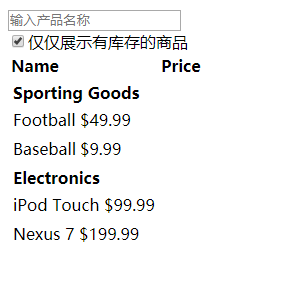 输入产品名称
仅仅展示有库存的商品
Name Price
Sporting Goods
Football $49.99
Baseball $9.99
Electronics
iPod Touch $99.99
Nexus 7 $199.99